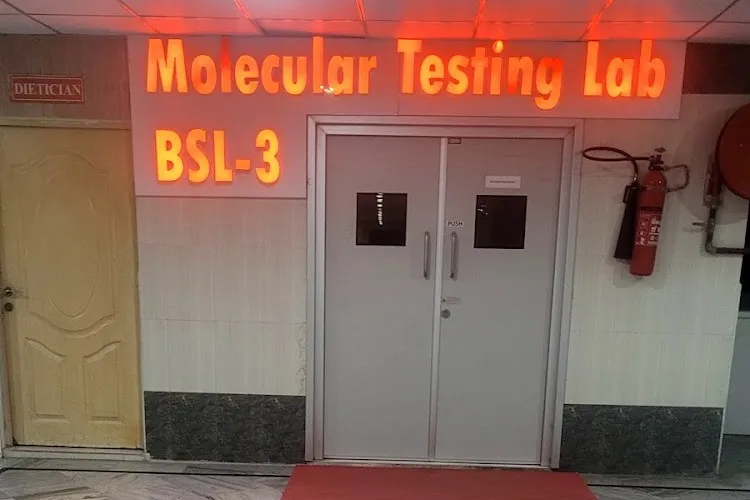 Molecular Testing Lab
BSL-3
DIETICIAN
PUSH